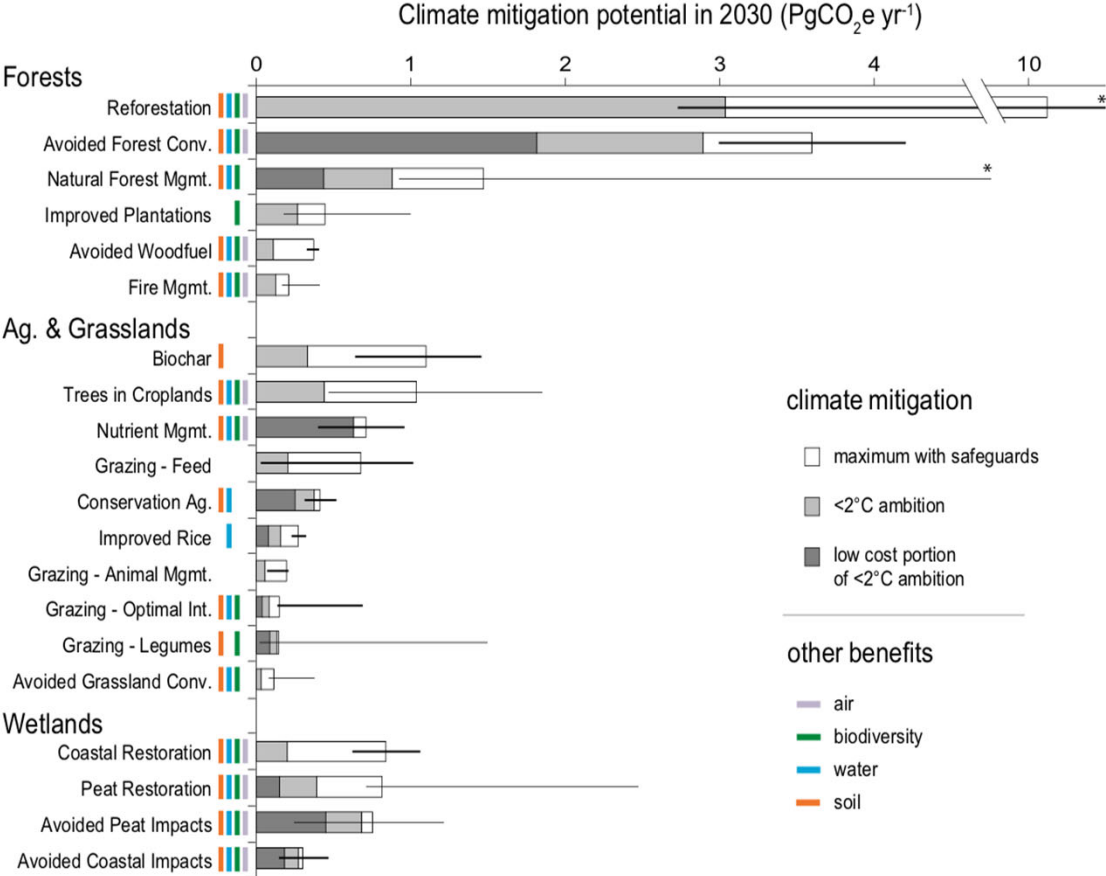 Climate mitigation potential in 2030 (PgCO₂e yr⁻¹)
0 1 2 3 4 10
Forests
Reforestation *
Avoided Forest Conv.
Natural Forest Mgmt. *
Improved Plantations
Avoided Woodfuel
Fire Mgmt.
Ag. & Grasslands
Biochar
Trees in Croplands
Nutrient Mgmt.
Grazing - Feed
Conservation Ag.
Improved Rice
Grazing - Animal Mgmt.
Grazing - Optimal Int.
Grazing - Legumes
Avoided Grassland Conv.
Wetlands
Coastal Restoration
Peat Restoration
Avoided Peat Impacts
Avoided Coastal Impacts
climate mitigation
maximum with safeguards
<2°C ambition
low cost portion
of <2°C ambition
other benefits
air
biodiversity
water
soil